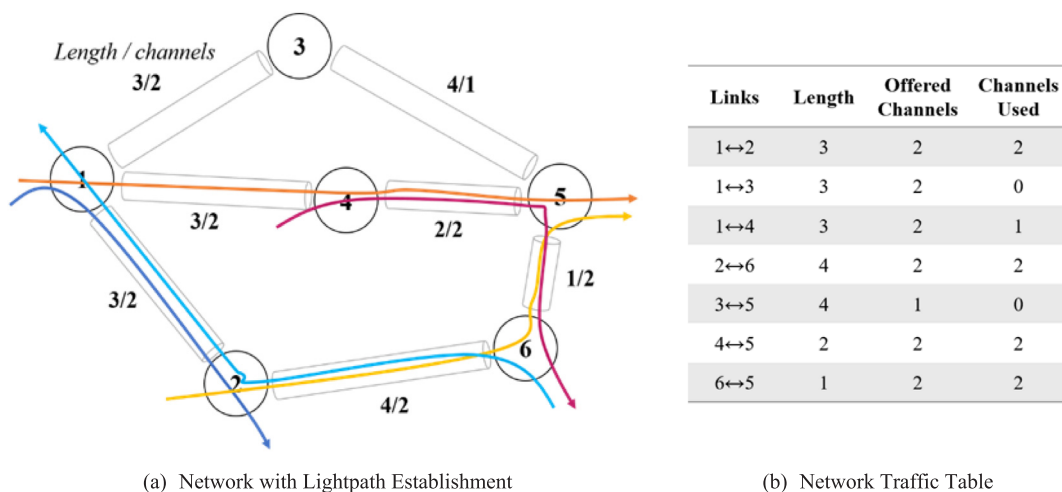 Length / channels
3/2
3
4/1
1
3/2
4
2/2
5
1/2
3/2
2
4/2
6
(a) Network with Lightpath Establishment
Links Length Offered Channels Channels Used
1↔2 3 2 2
1↔3 3 2 0
1↔4 3 2 1
2↔6 4 2 2
3↔5 4 1 0
4↔5 2 2 2
6↔5 1 2 2
(b) Network Traffic Table